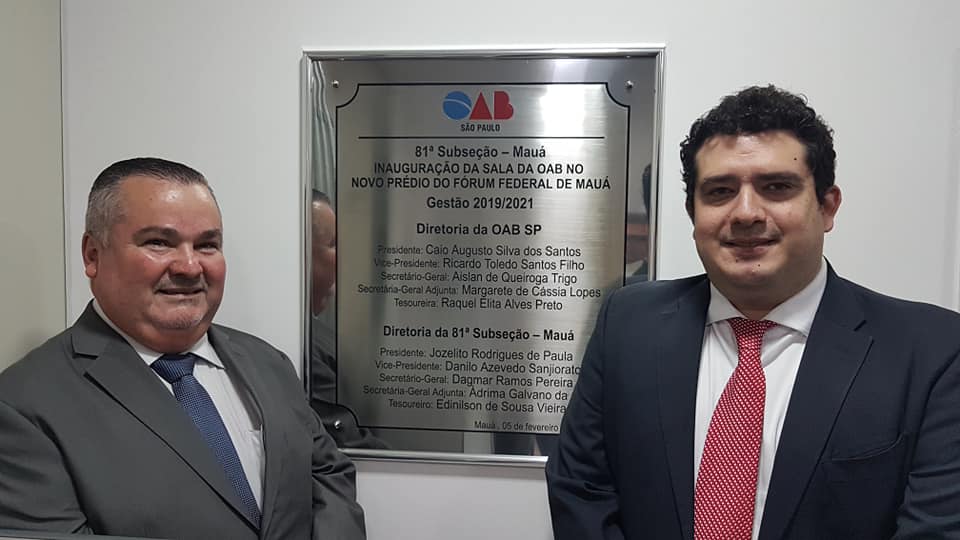 OAB
SÃO PAULO
81ª Subseção – Mauá
INAUGURAÇÃO DA SALA DA OAB NO
NOVO PRÉDIO DO FÓRUM FEDERAL DE MAUÁ
Gestão 2019/2021
Diretoria da OAB SP
Presidente: Caio Augusto Silva dos Santos
Vice-Presidente: Ricardo Toledo Santos Filho
Secretário-Geral: Aislan de Queiroga Trigo
Secretária-Geral Adjunta: Margarete de Cássia Lopes
Tesoureira: Raquel Elita Alves Preto
Diretoria da 81ª Subseção – Mauá
Presidente: Jozelito Rodrigues de Paula
Vice-Presidente: Danilo Azevedo Sanjiorato
Secretário-Geral: Dagmar Ramos Pereira
Secretária-Geral Adjunta: Adrima Galvano da
Tesoureiro: Edinilson de Sousa Vieira
Mauá , 05 de fevereiro